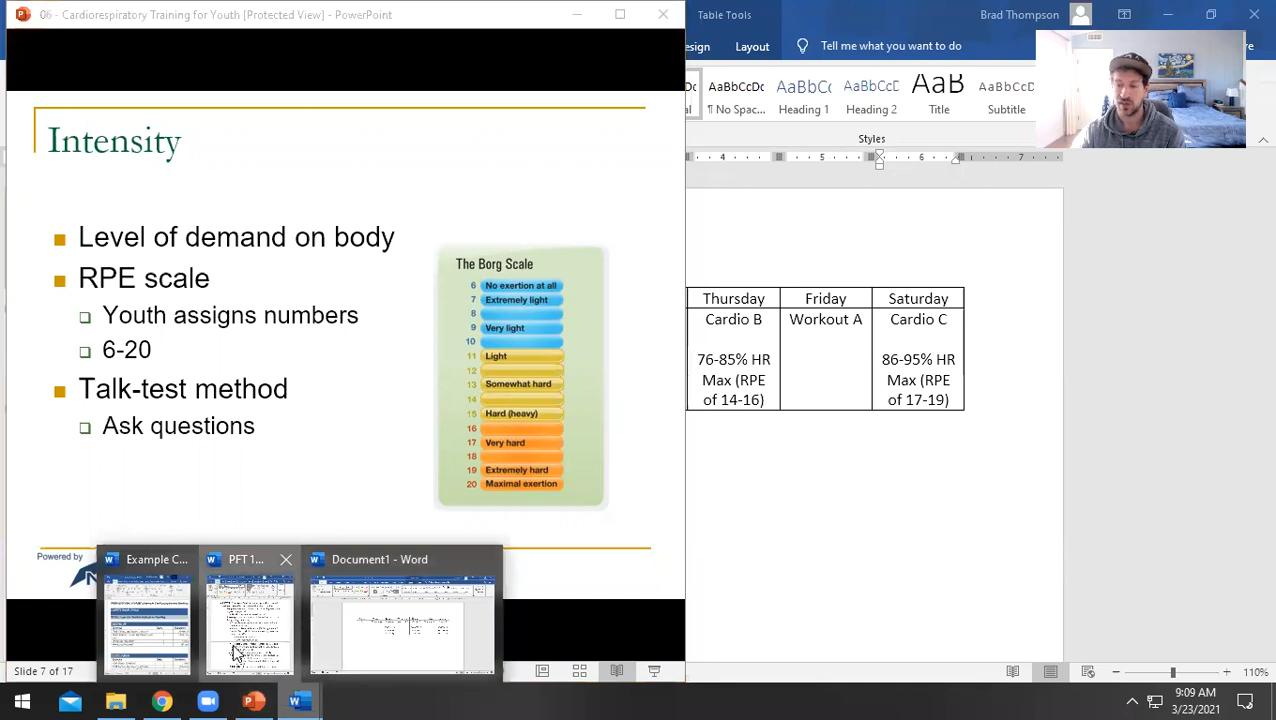 06 - Cardiorespiratory Training for Youth [Protected View] - PowerPoint
Table Tools
Brad Thompson
Layout
Tell me what you want to do
AaBbCcDc
AaBbCc
AaBbCcC
AaB
AaBbCcD
¶ No Spac...
Heading 1
Heading 2
Title
Subtitle
Styles
4 5 6 7
Intensity
Level of demand on body
RPE scale
Youth assigns numbers
6-20
Talk-test method
Ask questions
The Borg Scale
6 No exertion at all
7 Extremely light
8
9 Very light
10
11 Light
12
13 Somewhat hard
14
15 Hard (heavy)
16
17 Very hard
18
19 Extremely hard
20 Maximal exertion
Thursday Friday Saturday
Cardio B Workout A Cardio C
76-85% HR 86-95% HR
Max (RPE Max (RPE
of 14-16) of 17-19)
Powered by
Example C...
PFT 1...
Document1 - Word
Slide 7 of 17
110%
9:09 AM
3/23/2021